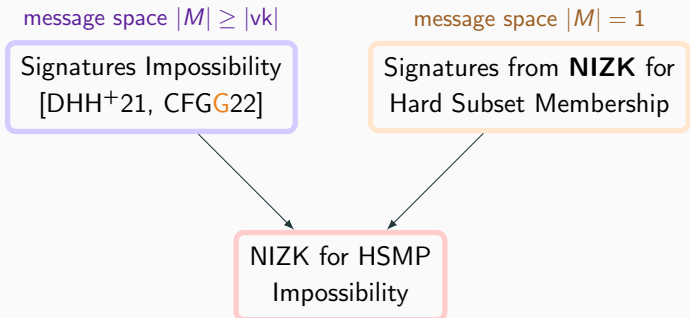 message space |M| ≥ |vk|
Signatures Impossibility
[DHH⁺21, CFGG22]
message space |M| = 1
Signatures from NIZK for
Hard Subset Membership
NIZK for HSMP
Impossibility